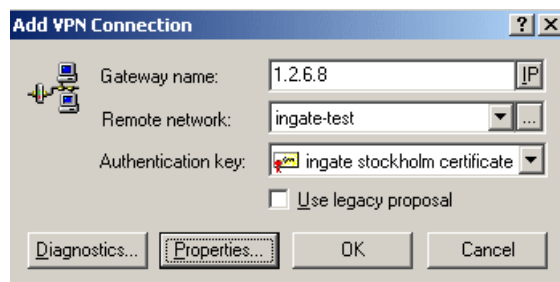 Add VPN Connection
Gateway name: 1.2.6.8 IP
Remote network: ingate-test ...
Authentication key: ingate stockholm certificate
Use legacy proposal
Diagnostics... Properties... OK Cancel